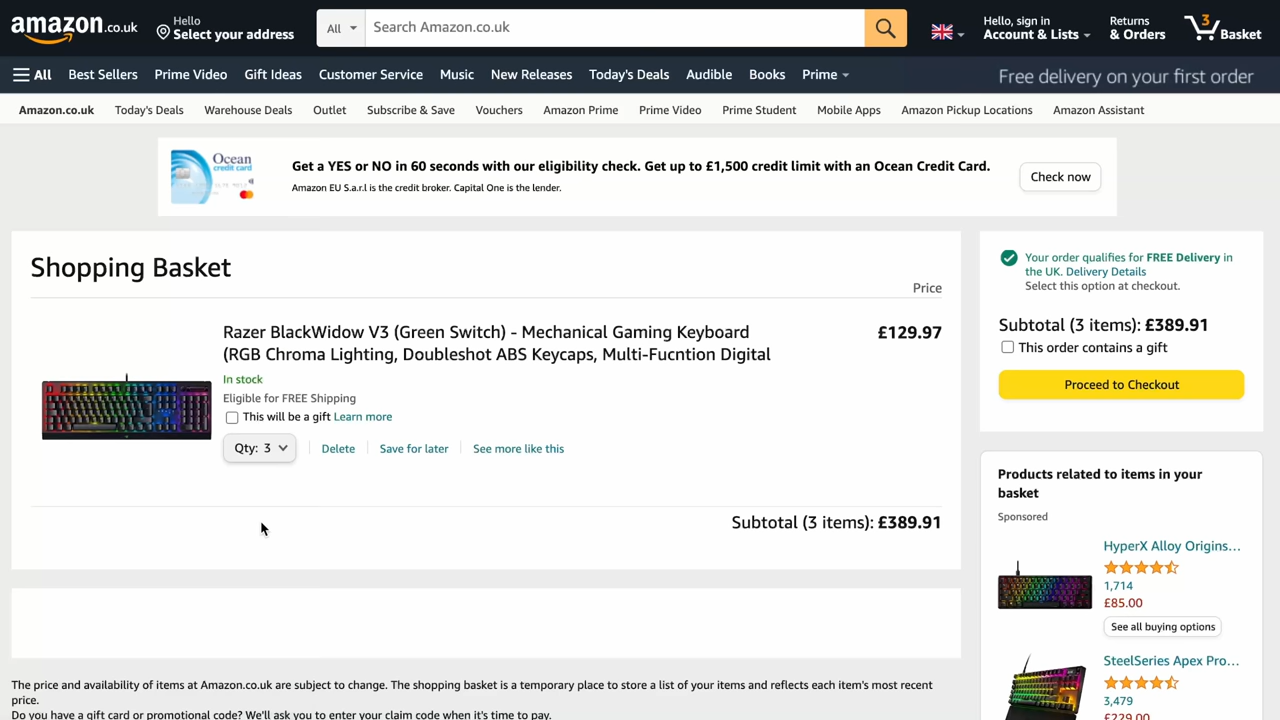 amazon.co.uk
Hello
Select your address
All
Search Amazon.co.uk
Hello, sign in
Account & Lists
Returns
& Orders
3
Basket
All
Best Sellers
Prime Video
Gift Ideas
Customer Service
Music
New Releases
Today's Deals
Audible
Books
Prime
Free delivery on your first order
Amazon.co.uk
Today's Deals
Warehouse Deals
Outlet
Subscribe & Save
Vouchers
Amazon Prime
Prime Video
Prime Student
Mobile Apps
Amazon Pickup Locations
Amazon Assistant
Ocean
credit card
Get a YES or NO in 60 seconds with our eligibility check. Get up to £1,500 credit limit with an Ocean Credit Card.
Amazon EU S.a.r.l is the credit broker. Capital One is the lender.
Check now
Shopping Basket
Price
Razer BlackWidow V3 (Green Switch) - Mechanical Gaming Keyboard
(RGB Chroma Lighting, Doubleshot ABS Keycaps, Multi-Fucntion Digital
£129.97
In stock
Eligible for FREE Shipping
This will be a gift Learn more
Qty: 3
Delete
Save for later
See more like this
Subtotal (3 items): £389.91
Your order qualifies for FREE Delivery in
the UK. Delivery Details
Select this option at checkout.
Subtotal (3 items): £389.91
This order contains a gift
Proceed to Checkout
Products related to items in your
basket
Sponsored
HyperX Alloy Origins...
1,714
£85.00
See all buying options
SteelSeries Apex Pro...
3,479
£229.00
The price and availability of items at Amazon.co.uk are subject to change. The shopping basket is a temporary place to store a list of your items and reflects each item's most recent
price.
Do you have a gift card or promotional code? We'll ask you to enter your claim code when it's time to pay.